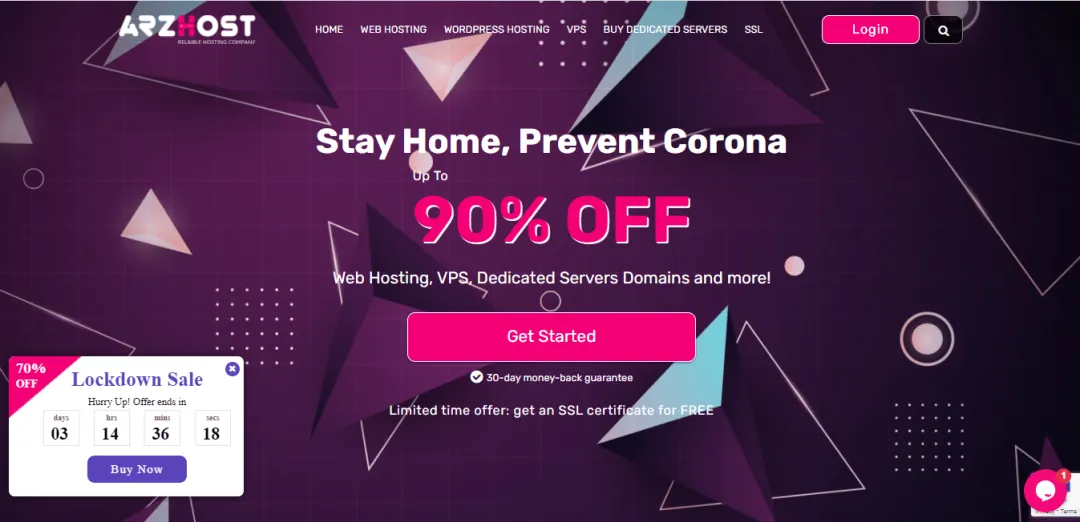 ARZHOST
RELAIBLE HOSTING COMPANY
HOME WEB HOSTING WORDPRESS HOSTING VPS BUY DEDICATED SERVERS SSL
Login
Stay Home, Prevent Corona
Up To
90% OFF
Web Hosting, VPS, Dedicated Servers Domains and more!
Get Started
30-day money-back guarantee
Limited time offer: get an SSL certificate for FREE
70%
OFF
Lockdown Sale
Hurry Up! Offer ends in
days hrs mins secs
03 14 36 18
Buy Now
1
- Terms